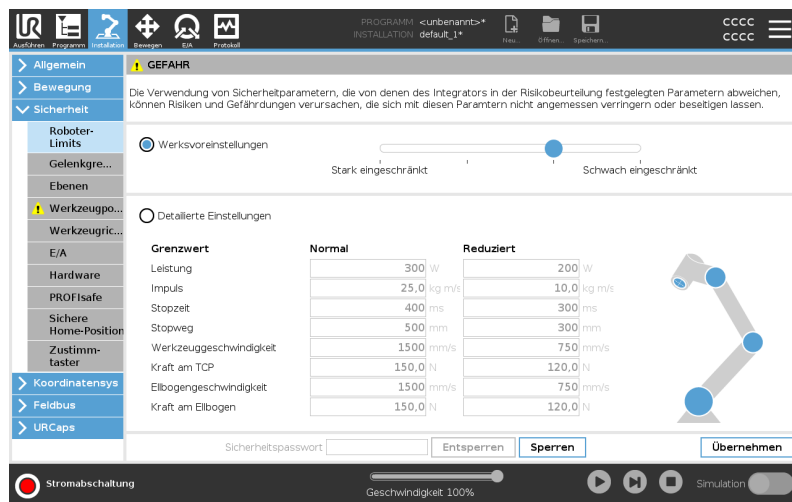 PROGRAMM <unbenannt>*
INSTALLATION default_1*
CCCC
CCCC
Ausführen Programm Installation Bewegen E/A Protokoll Neu... Öffnen... Speichern...
Allgemein
Bewegung
Sicherheit
Roboter-
Limits
Gelenkgre...
Ebenen
Werkzeugpo...
Werkzeugric...
E/A
Hardware
PROFIsafe
Sichere
Home-Position
Zustimm-
taster
Koordinatensys
Feldbus
URCaps
GEFAHR
Die Verwendung von Sicherheitparametern, die von denen des Integrators in der Risikobeurteilung festgelegten Parametern abweichen,
können Risiken und Gefährdungen verursachen, die sich mit diesen Paramtern nicht angemessen verringern oder beseitigen lassen.
Werksvoreinstellungen
Stark eingeschränkt Schwach eingeschränkt
Detailierte Einstellungen
Grenzwert Normal Reduziert
Leistung 300 W 200 W
Impuls 25,0 kg m/s 10,0 kg m/s
Stopzeit 400 ms 300 ms
Stopweg 500 mm 300 mm
Werkzeuggeschwindigkeit 1500 mm/s 750 mm/s
Kraft am TCP 150,0 N 120,0 N
Ellbogengeschwindigkeit 1500 mm/s 750 mm/s
Kraft am Ellbogen 150,0 N 120,0 N
Sicherheitspasswort Entsperren Sperren Übernehmen
Stromabschaltung
Geschwindigkeit 100%
Simulation